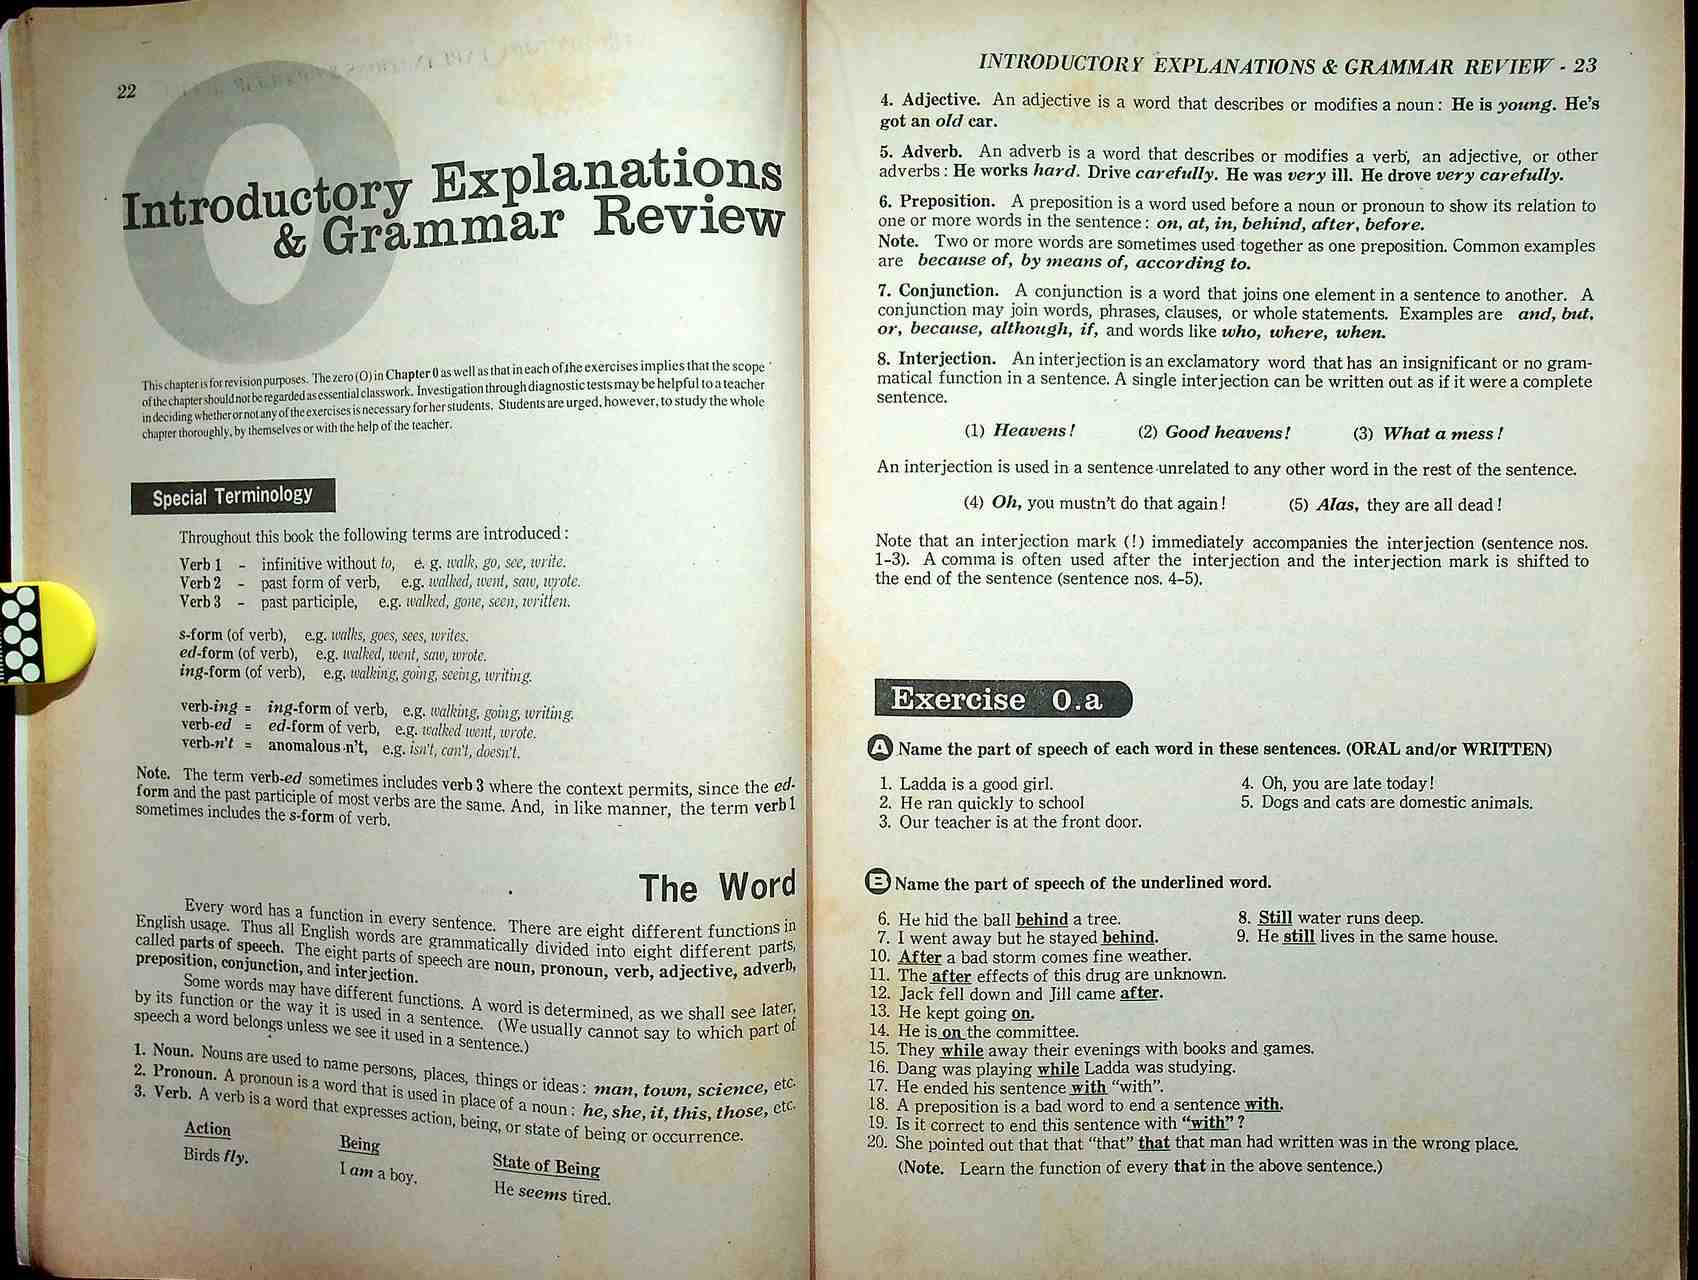 22
Introductory Explanations
& Grammar Review
This chapter is for revision purposes. The zero (O) in Chapter 0 as well as that in each of the exercises implies that the scope
of the chapter should not be regarded as essential classwork. Investigation through diagnostic tests may be helpful to a teacher
in deciding whether or not any of the exercises is necessary for her students. Students are urged, however, to study the whole
chapter thoroughly, by themselves or with the help of the teacher.
Special Terminology
Throughout this book the following terms are introduced :
Verb 1 - infinitive without to, e. g. walk, go, see, write.
Verb 2 - past form of verb, e.g. walked, went, saw, wrote.
Verb 3 - past participle, e.g. walked, gone, seen, written.
s-form (of verb), e.g. walks, goes, sees, writes.
ed-form (of verb), e.g. walked, went, saw, wrote.
ing-form (of verb), e.g. walking, going, seeing, writing.
verb-ing = ing-form of verb, e.g. walking, going, writing.
verb-ed = ed-form of verb, e.g. walked went, wrote.
verb-n't = anomalous n't, e.g. isn't, can't, doesn't.
Note. The term verb-ed sometimes includes verb 3 where the context permits, since the ed-
form and the past participle of most verbs are the same. And, in like manner, the term verb 1
sometimes includes the s-form of verb.
The Word
Every word has a function in every sentence. There are eight different functions in
English usage. Thus all English words are grammatically divided into eight different parts,
called parts of speech. The eight parts of speech are noun, pronoun, verb, adjective, adverb,
preposition, conjunction, and interjection.
Some words may have different functions. A word is determined, as we shall see later,
by its function or the way it is used in a sentence. (We usually cannot say to which part of
speech a word belongs unless we see it used in a sentence.)
1. Noun. Nouns are used to name persons, places, things or ideas : man, town, science, etc.
2. Pronoun. A pronoun is a word that is used in place of a noun : he, she, it, this, those, etc.
3. Verb. A verb is a word that expresses action, being, or state of being or occurrence.
Action Being State of Being
Birds fly. I am a boy. He seems tired.
INTRODUCTORY EXPLANATIONS & GRAMMAR REVIEW - 23
4. Adjective. An adjective is a word that describes or modifies a noun : He is young. He's
got an old car.
5. Adverb. An adverb is a word that describes or modifies a verb, an adjective, or other
adverbs : He works hard. Drive carefully. He was very ill. He drove very carefully.
6. Preposition. A preposition is a word used before a noun or pronoun to show its relation to
one or more words in the sentence : on, at, in, behind, after, before.
Note. Two or more words are sometimes used together as one preposition. Common examples
are because of, by means of, according to.
7. Conjunction. A conjunction is a word that joins one element in a sentence to another. A
conjunction may join words, phrases, clauses, or whole statements. Examples are and, but,
or, because, although, if, and words like who, where, when.
8. Interjection. An interjection is an exclamatory word that has an insignificant or no gram-
matical function in a sentence. A single interjection can be written out as if it were a complete
sentence.
(1) Heavens ! (2) Good heavens ! (3) What a mess !
An interjection is used in a sentence unrelated to any other word in the rest of the sentence.
(4) Oh, you mustn't do that again ! (5) Alas, they are all dead !
Note that an interjection mark (!) immediately accompanies the interjection (sentence nos.
1-3). A comma is often used after the interjection and the interjection mark is shifted to
the end of the sentence (sentence nos. 4-5).
Exercise 0.a
A Name the part of speech of each word in these sentences. (ORAL and/or WRITTEN)
1. Ladda is a good girl.
2. He ran quickly to school
3. Our teacher is at the front door.
4. Oh, you are late today !
5. Dogs and cats are domestic animals.
B Name the part of speech of the underlined word.
6. He hid the ball behind a tree.
7. I went away but he stayed behind.
8. Still water runs deep.
9. He still lives in the same house.
10. After a bad storm comes fine weather.
11. The after effects of this drug are unknown.
12. Jack fell down and Jill came after.
13. He kept going on.
14. He is on the committee.
15. They while away their evenings with books and games.
16. Dang was playing while Ladda was studying.
17. He ended his sentence with "with".
18. A preposition is a bad word to end a sentence with.
19. Is it correct to end this sentence with "with" ?
20. She pointed out that that "that" that that man had written was in the wrong place.
(Note. Learn the function of every that in the above sentence.)